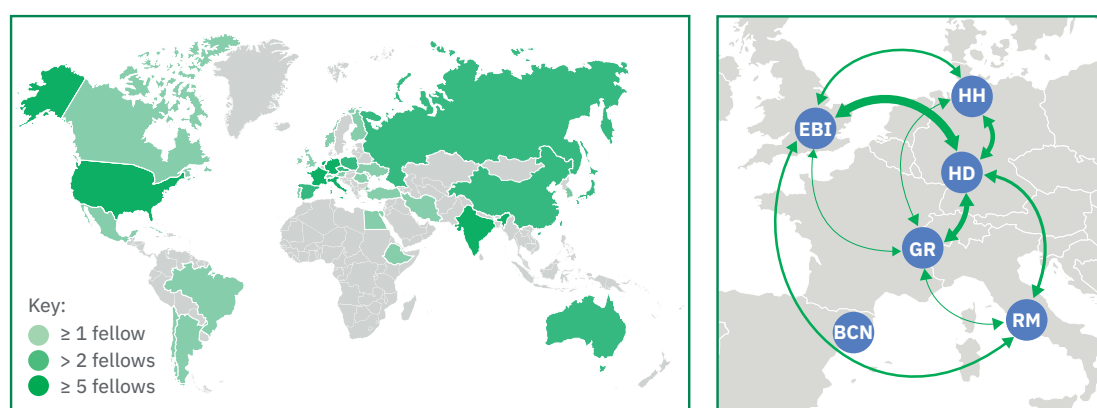 Key:
≥ 1 fellow
> 2 fellows
≥ 5 fellows
HH
EBI
HD
GR
RM
BCN